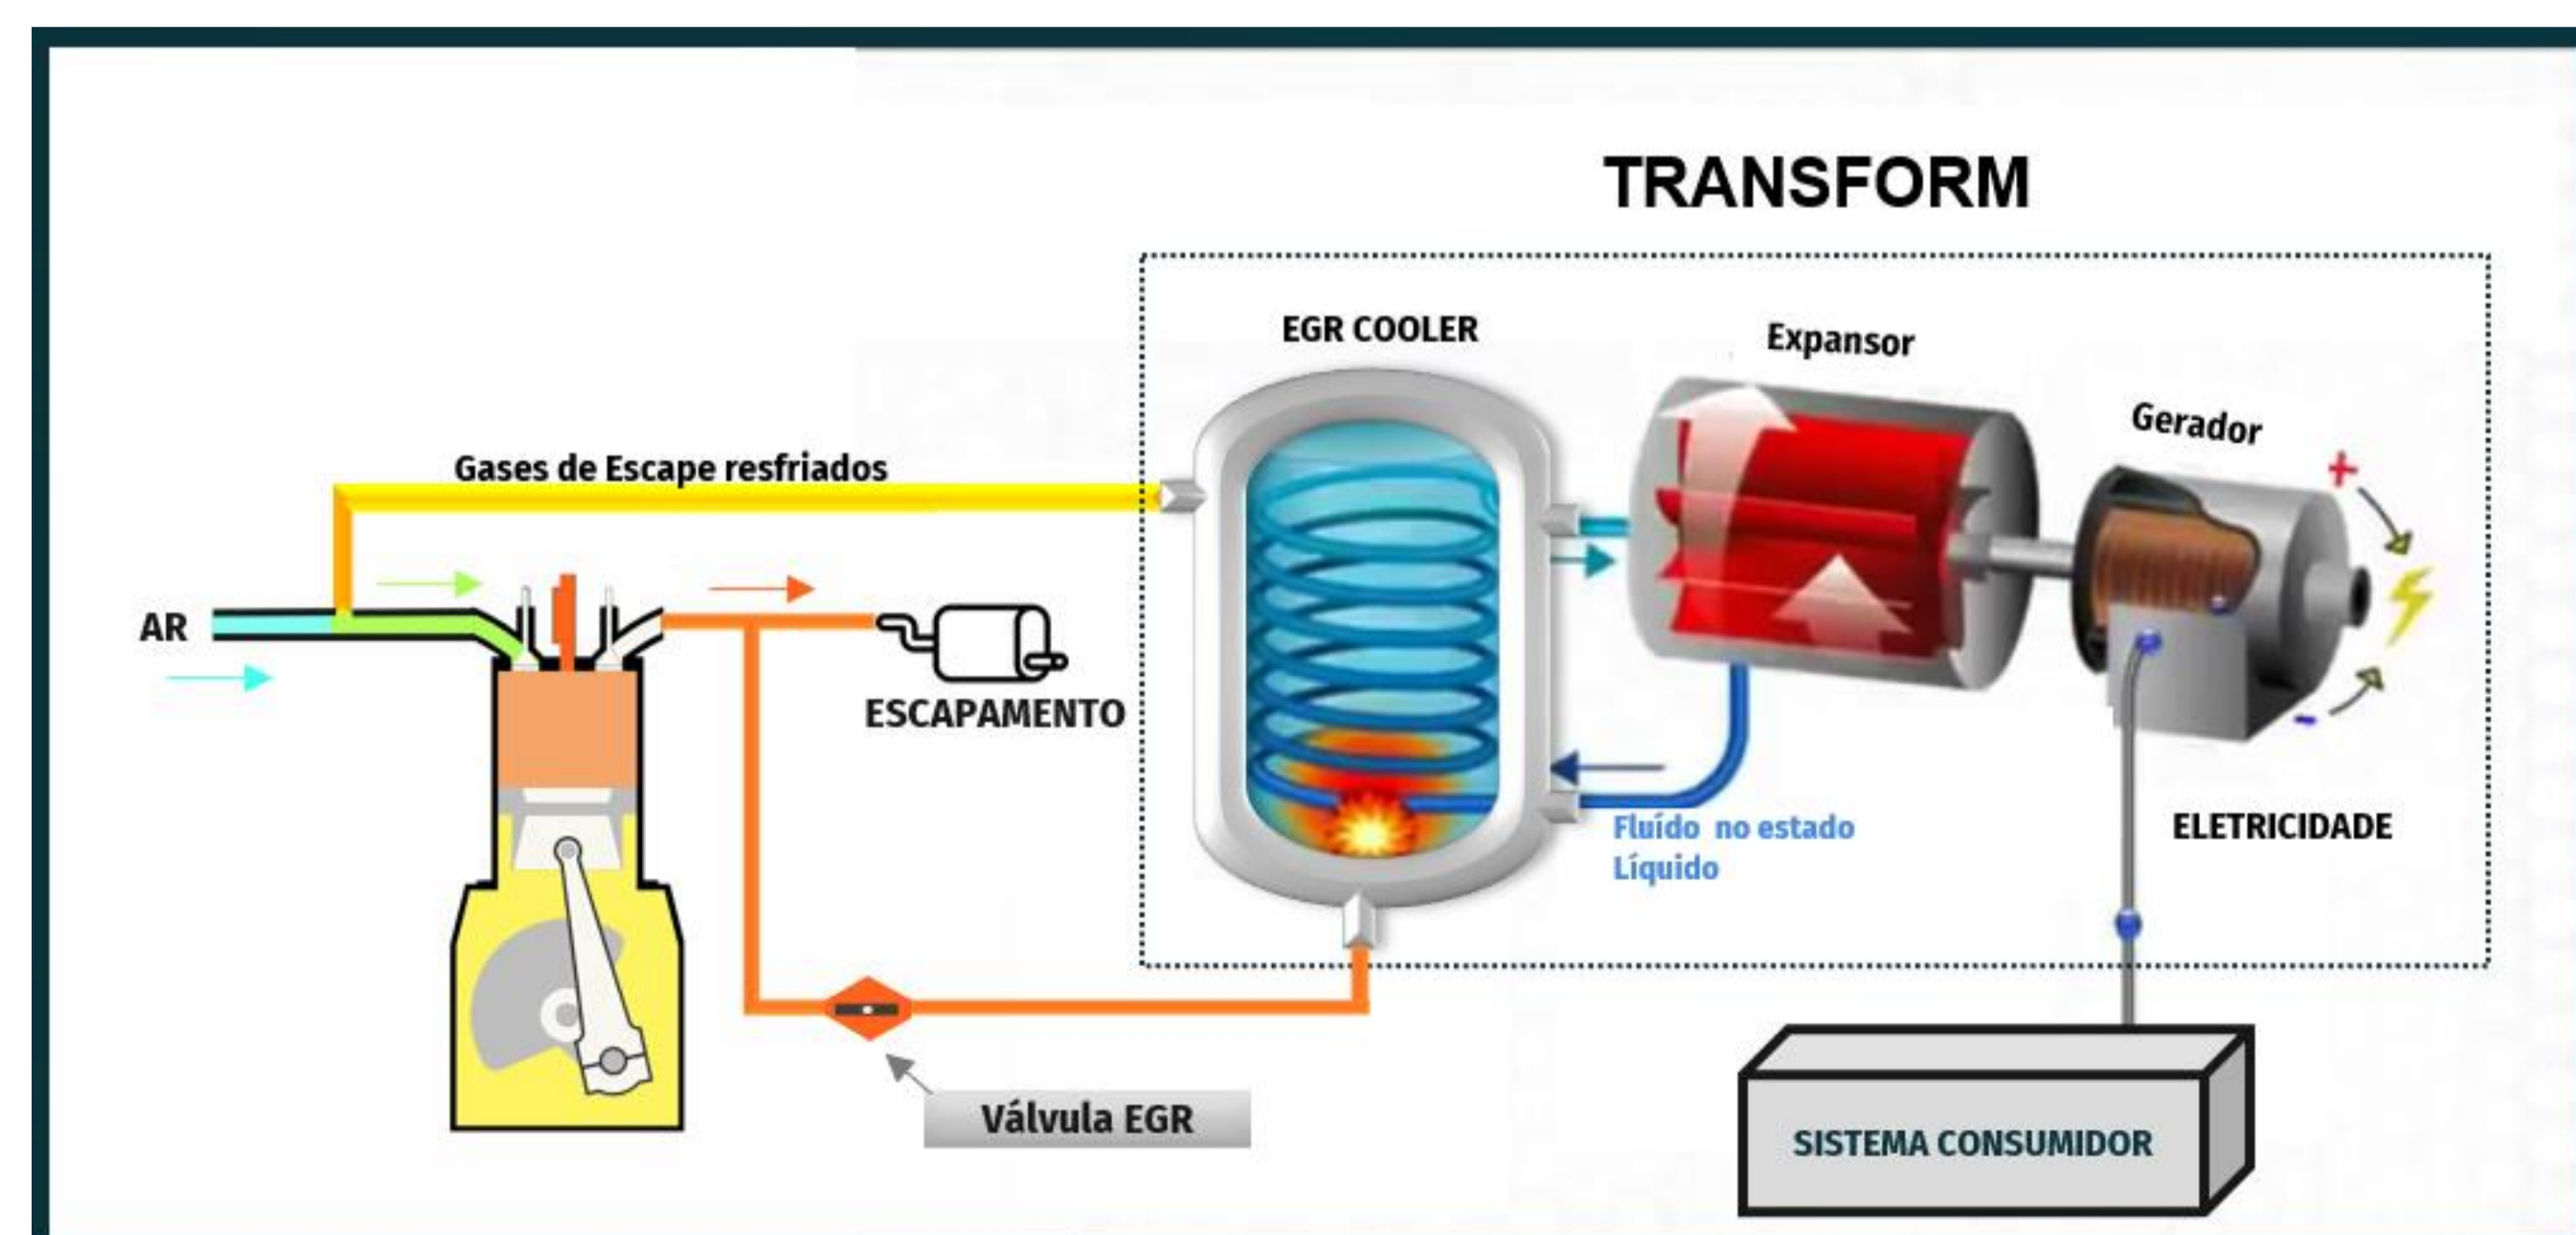 TRANSFORM
EGR COOLER
Expansor
Gerador
+
Gases de Escape resfriados
AR
ESCAPAMENTO
-
Fluído no estado
Líquido
ELETRICIDADE
Válvula EGR
SISTEMA CONSUMIDOR